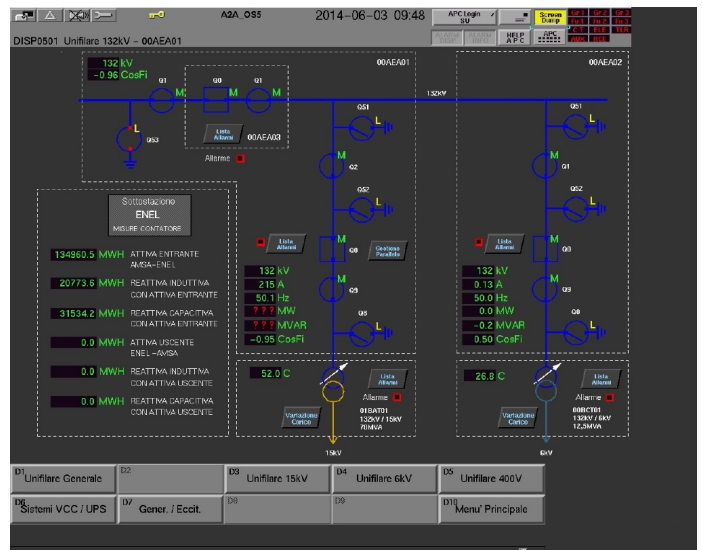 A2A_OS5
2014-06-03 09:48
APC Login
SU
Screen
Dump
Gr1 Gr2 Gr3
DISP0501 Unifilare 132kV - 00AEA01
ALARM
ALARM
HELP
APC
APC
132 kV
-0.96 CosFi
00AEA01
00AEA02
Q1
M
Q0
M
Q1
M
132kV
L
Q53
Lista
Allarmi
00AEA03
Allarme
Q51
L
M
Q2
Q52
L
M
Q0
Gestione
Parallelo
M
Q9
Q8
L
Lista
Allarmi
132 kV
215 A
50.1 Hz
??? MW
??? MVAR
-0.95 CosFi
Q51
L
M
Q1
Q52
L
M
M
L
Lista
Allarmi
132 kV
0.13 A
50.0 Hz
0.0 MW
-0.2 MVAR
0.50 CosFi
Sottostazione
ENEL
MISURE CONTATORE
134960.5 MWH ATTIVA ENTRANTE
AMSA-ENEL
20773.6 MWH REATTIVA INDUTTIVA
CON ATTIVA ENTRANTE
31534.2 MWH REATTIVA CAPACITIVA
CON ATTIVA ENTRANTE
0.0 MWH ATTIVA USCENTE
ENEL -AMSA
0.0 MWH REATTIVA INDUTTIVA
CON ATTIVA USCENTE
0.0 MWH REATTIVA CAPACITIVA
CON ATTIVA USCENTE
52.0 C
Lista
Allarmi
Allarme
01BAT01
132kV / 15kV
70MVA
Variazione
Carico
15kV
26.8 C
Lista
Allarmi
Allarme
00BCT01
132kV / 6kV
12,5MVA
Variazione
Carico
6kV
D1 Unifilare Generale
D2
D3 Unifilare 15kV
D4 Unifilare 6kV
D5 Unifilare 400V
D6 Sistemi VCC / UPS
D7 Gener. / Eccit.
D8
D9
D10 Menu' Principale